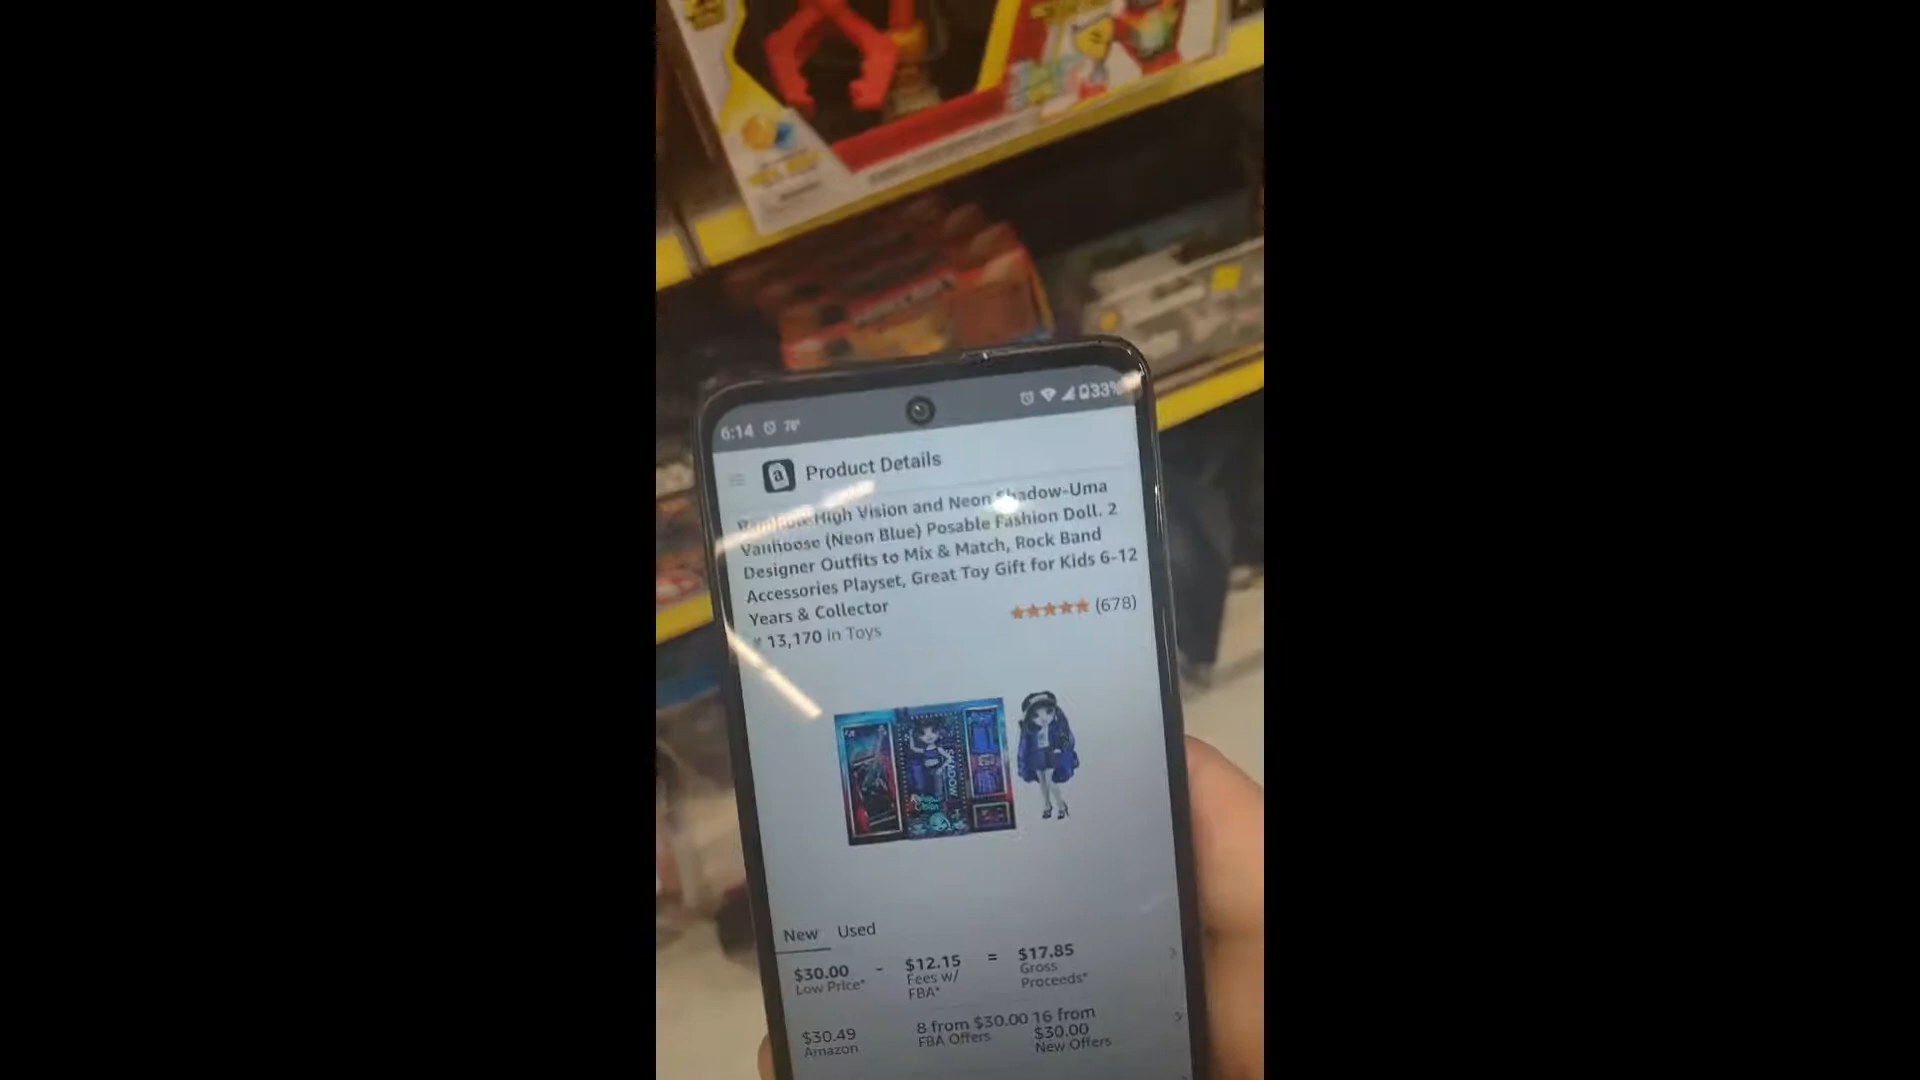 6:14 78° 33%
Product Details
Rainbow High Vision and Neon Shadow-Uma
Vanhoose (Neon Blue) Posable Fashion Doll. 2
Designer Outfits to Mix & Match, Rock Band
Accessories Playset, Great Toy Gift for Kids 6-12
Years & Collector
(678)
# 13,170 in Toys
SHADOW
New Used
$30.00 - $12.15 = $17.85
Low Price* Fees w/ FBA* Gross Proceeds*
$30.49 8 from $30.00 16 from $30.00
Amazon FBA Offers New Offers